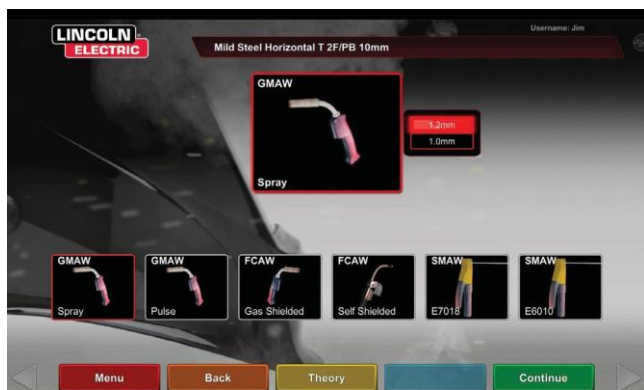 Username: Jim
LINCOLN
ELECTRIC
Mild Steel Horizontal T 2F/PB 10mm
GMAW
Spray
1.2mm
1.0mm
GMAW
Spray
GMAW
Pulse
FCAW
Gas Shielded
FCAW
Self Shielded
SMAW
E7018
SMAW
E6010
Menu
Back
Theory
Continue